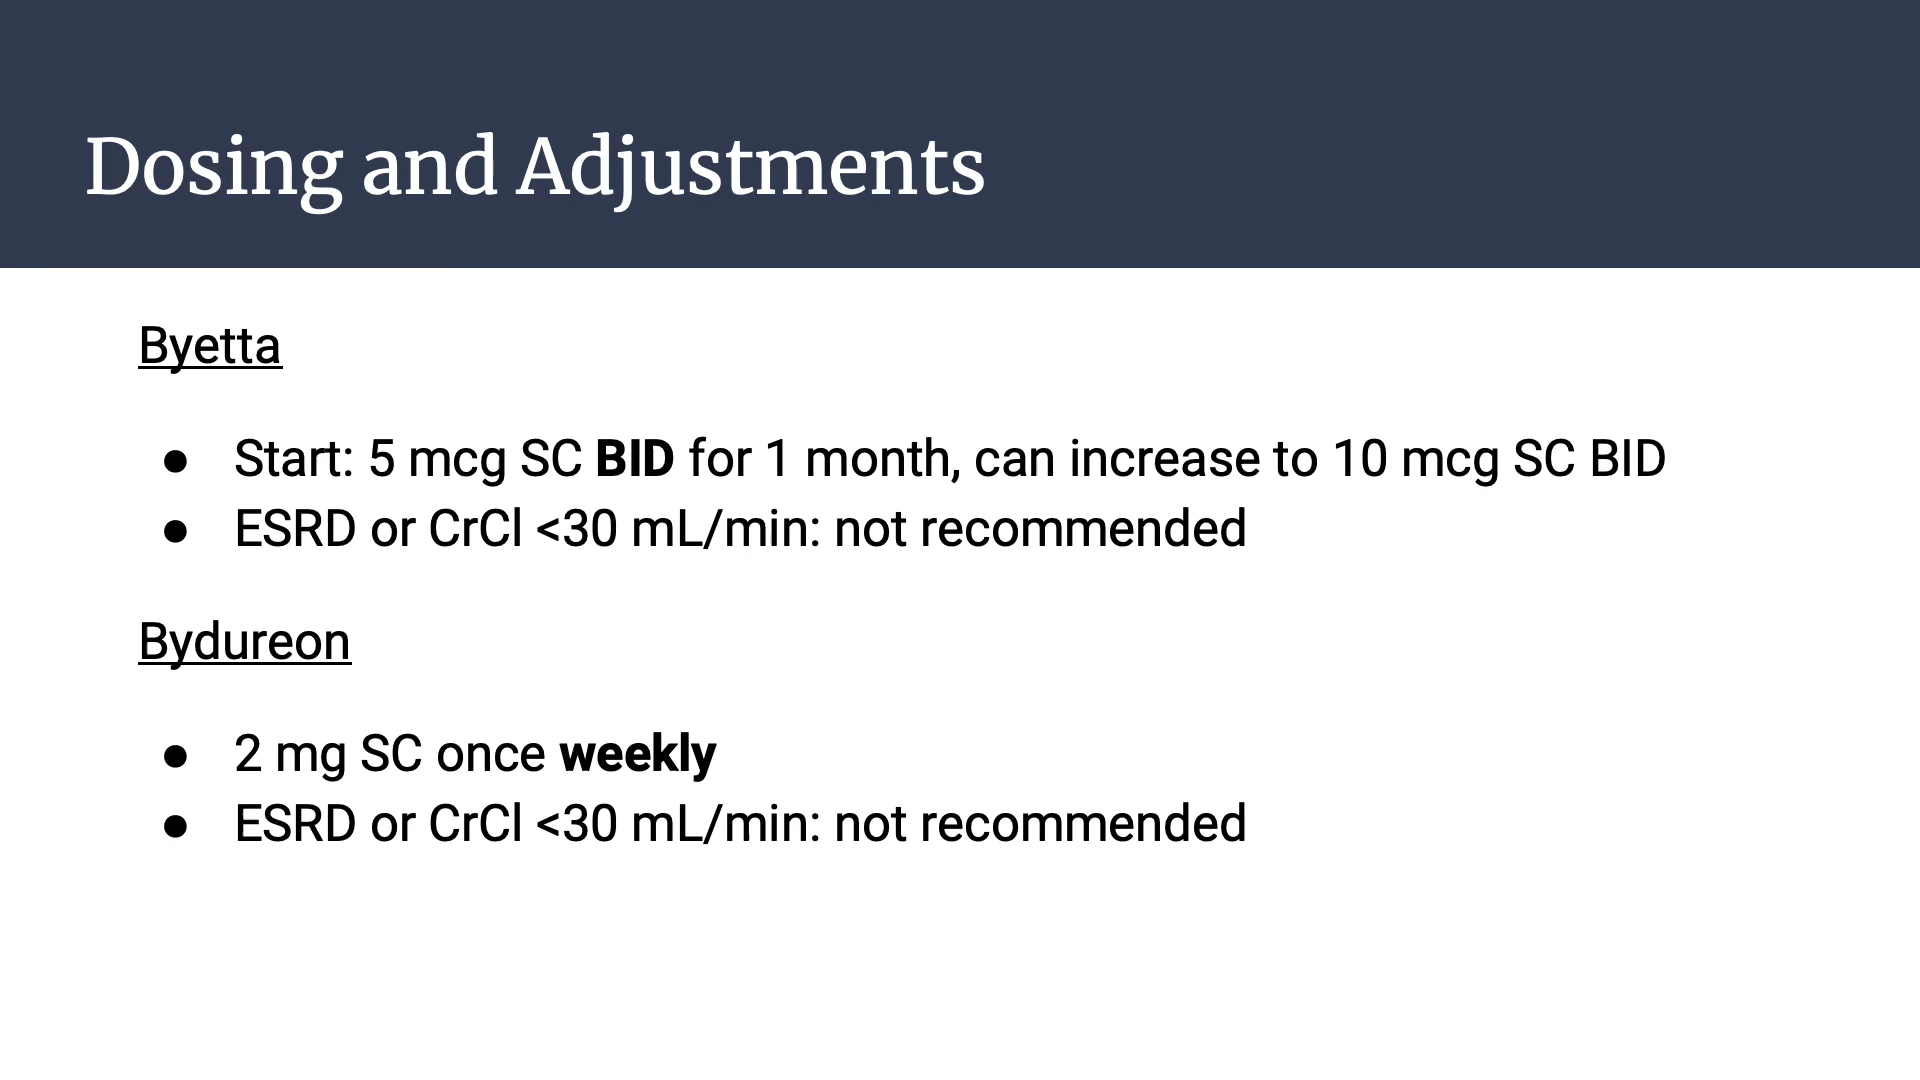 Dosing and Adjustments
Byetta
● Start: 5 mcg SC BID for 1 month, can increase to 10 mcg SC BID
● ESRD or CrCl <30 mL/min: not recommended
Bydureon
● 2 mg SC once weekly
● ESRD or CrCl <30 mL/min: not recommended